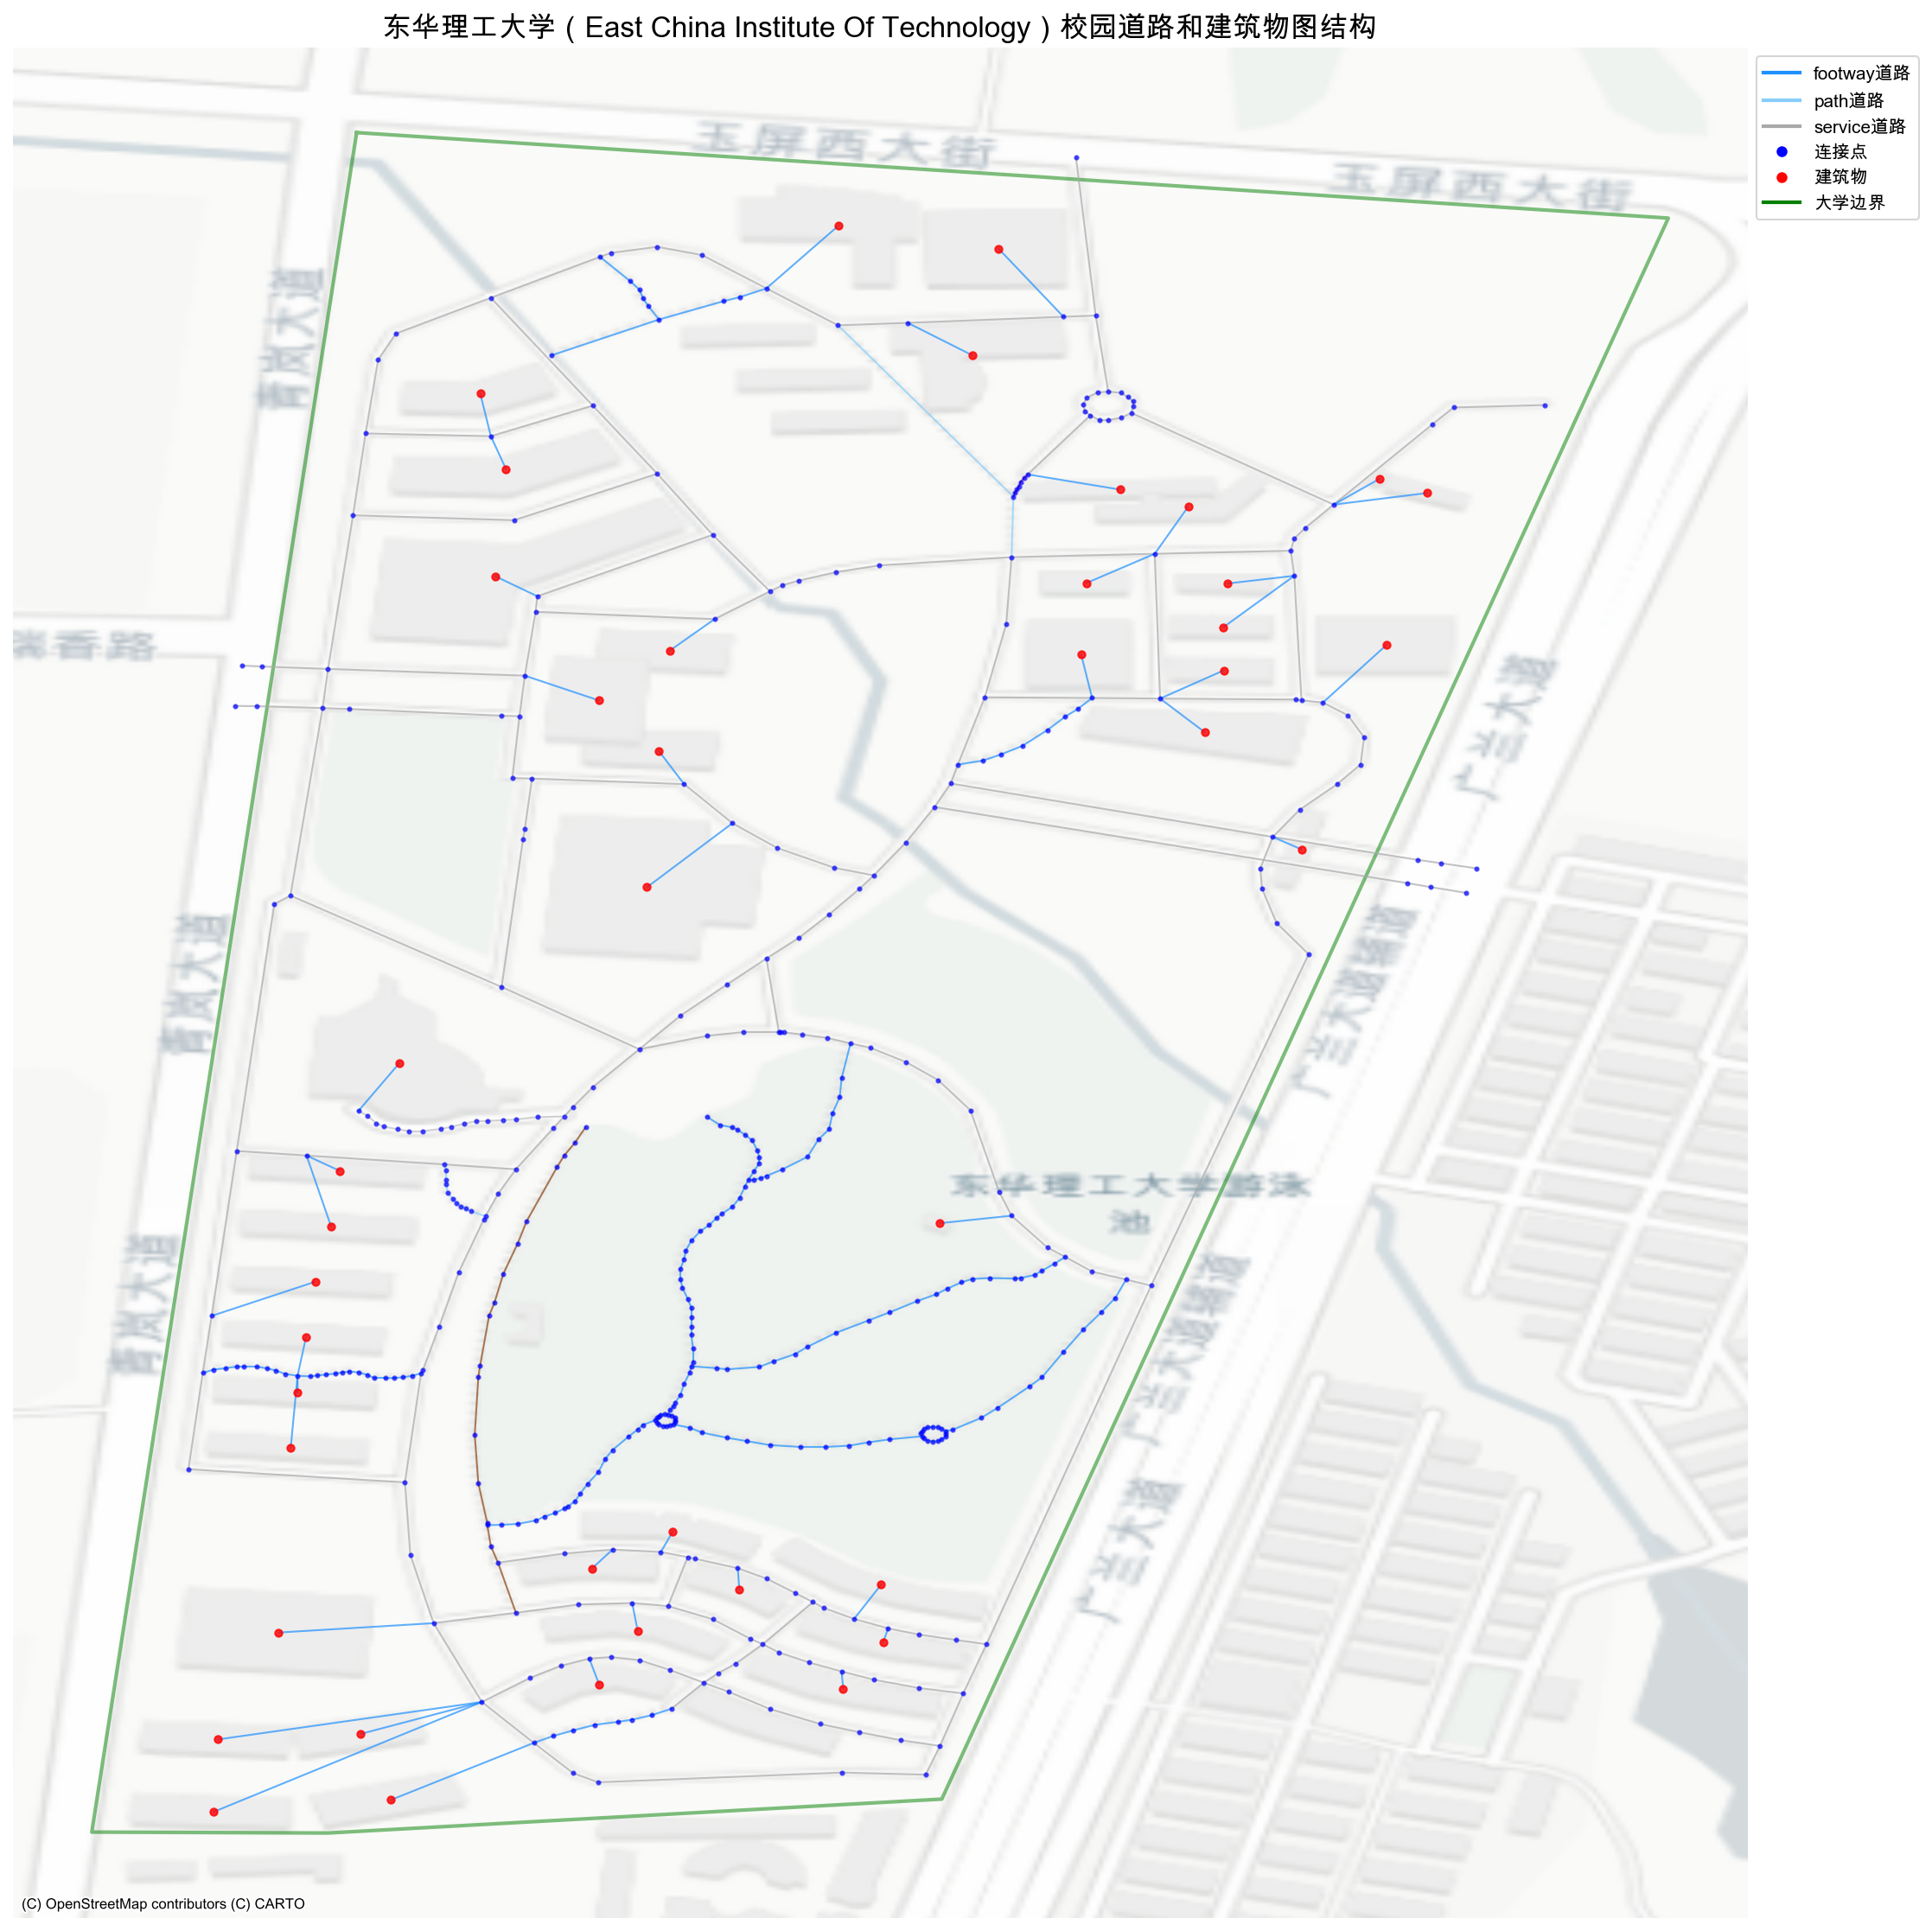 东华理工大学（East China Institute Of Technology）校园道路和建筑物图结构
footway道路
path道路
service道路
连接点
建筑物
大学边界
玉屏西大街
玉屏西大街
青岚大道
紫香路
广兰大道
青岚大道
广兰大道辅道
东华理工大学游泳
池
青岚大道
广兰大道辅道
广兰大道
广兰大道
(C) OpenStreetMap contributors (C) CARTO